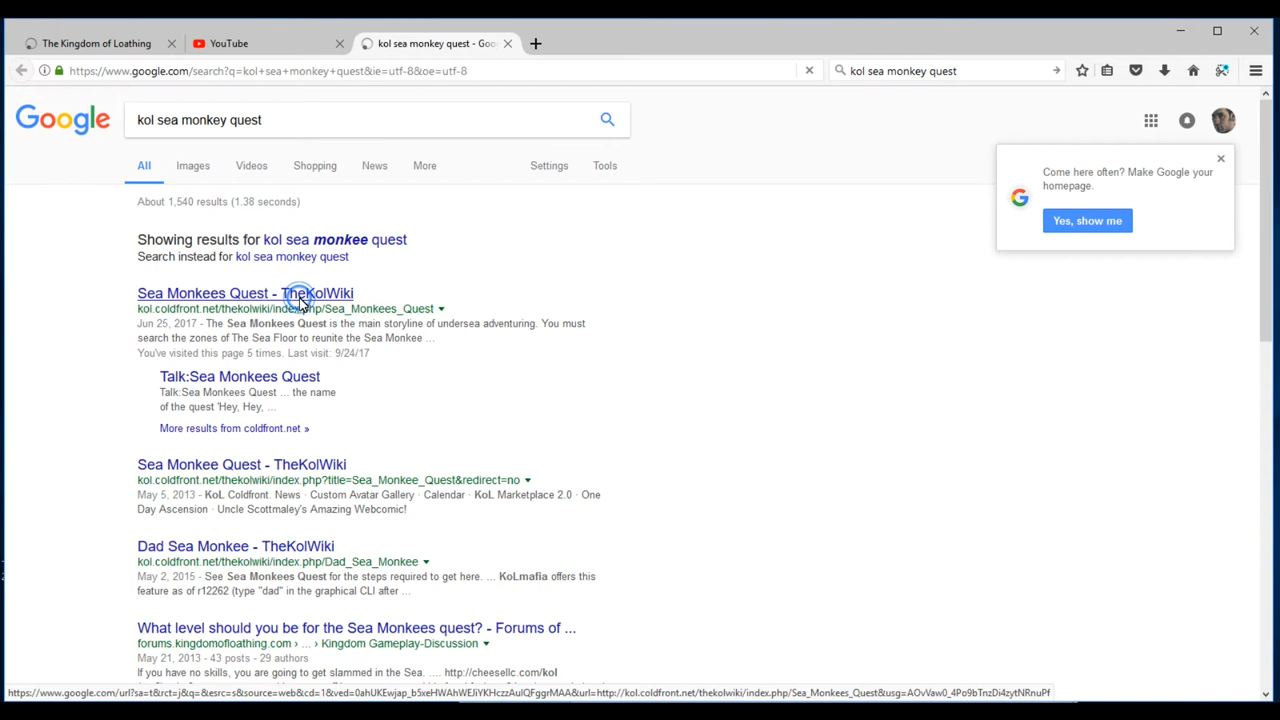 The Kingdom of Loathing
YouTube
kol sea monkey quest - Goo
https://www.google.com/search?q=kol+sea+monkey+quest&ie=utf-8&oe=utf-8
kol sea monkey quest
Google
kol sea monkey quest
All Images Videos Shopping News More Settings Tools
Come here often? Make Google your
homepage.
Yes, show me
About 1,540 results (1.38 seconds)
Showing results for kol sea monkee quest
Search instead for kol sea monkey quest
Sea Monkees Quest - TheKolWiki
kol.coldfront.net/thekolwiki/index.php/Sea_Monkees_Quest
Jun 25, 2017 - The Sea Monkees Quest is the main storyline of undersea adventuring. You must
search the zones of The Sea Floor to reunite the Sea Monkee ...
You've visited this page 5 times. Last visit: 9/24/17
Talk:Sea Monkees Quest
Talk:Sea Monkees Quest ... the name
of the quest 'Hey, Hey, ...
More results from coldfront.net »
Sea Monkee Quest - TheKolWiki
kol.coldfront.net/thekolwiki/index.php?title=Sea_Monkee_Quest&redirect=no
May 5, 2013 - KoL Coldfront. News · Custom Avatar Gallery · Calendar · KoL Marketplace 2.0 · One
Day Ascension · Uncle Scottmaley's Amazing Webcomic!
Dad Sea Monkee - TheKolWiki
kol.coldfront.net/thekolwiki/index.php/Dad_Sea_Monkee
May 2, 2015 - See Sea Monkees Quest for the steps required to get here. ... KoLmafia offers this
feature as of r12262 (type "dad" in the graphical CLI after ...
What level should you be for the Sea Monkees quest? - Forums of ...
forums.kingdomofloathing.com › ... › Kingdom Gameplay-Discussion
May 21, 2013 - 43 posts - 29 authors
If you have no skills, you are going to get slammed in the Sea. .... http://cheesellc.com/kol